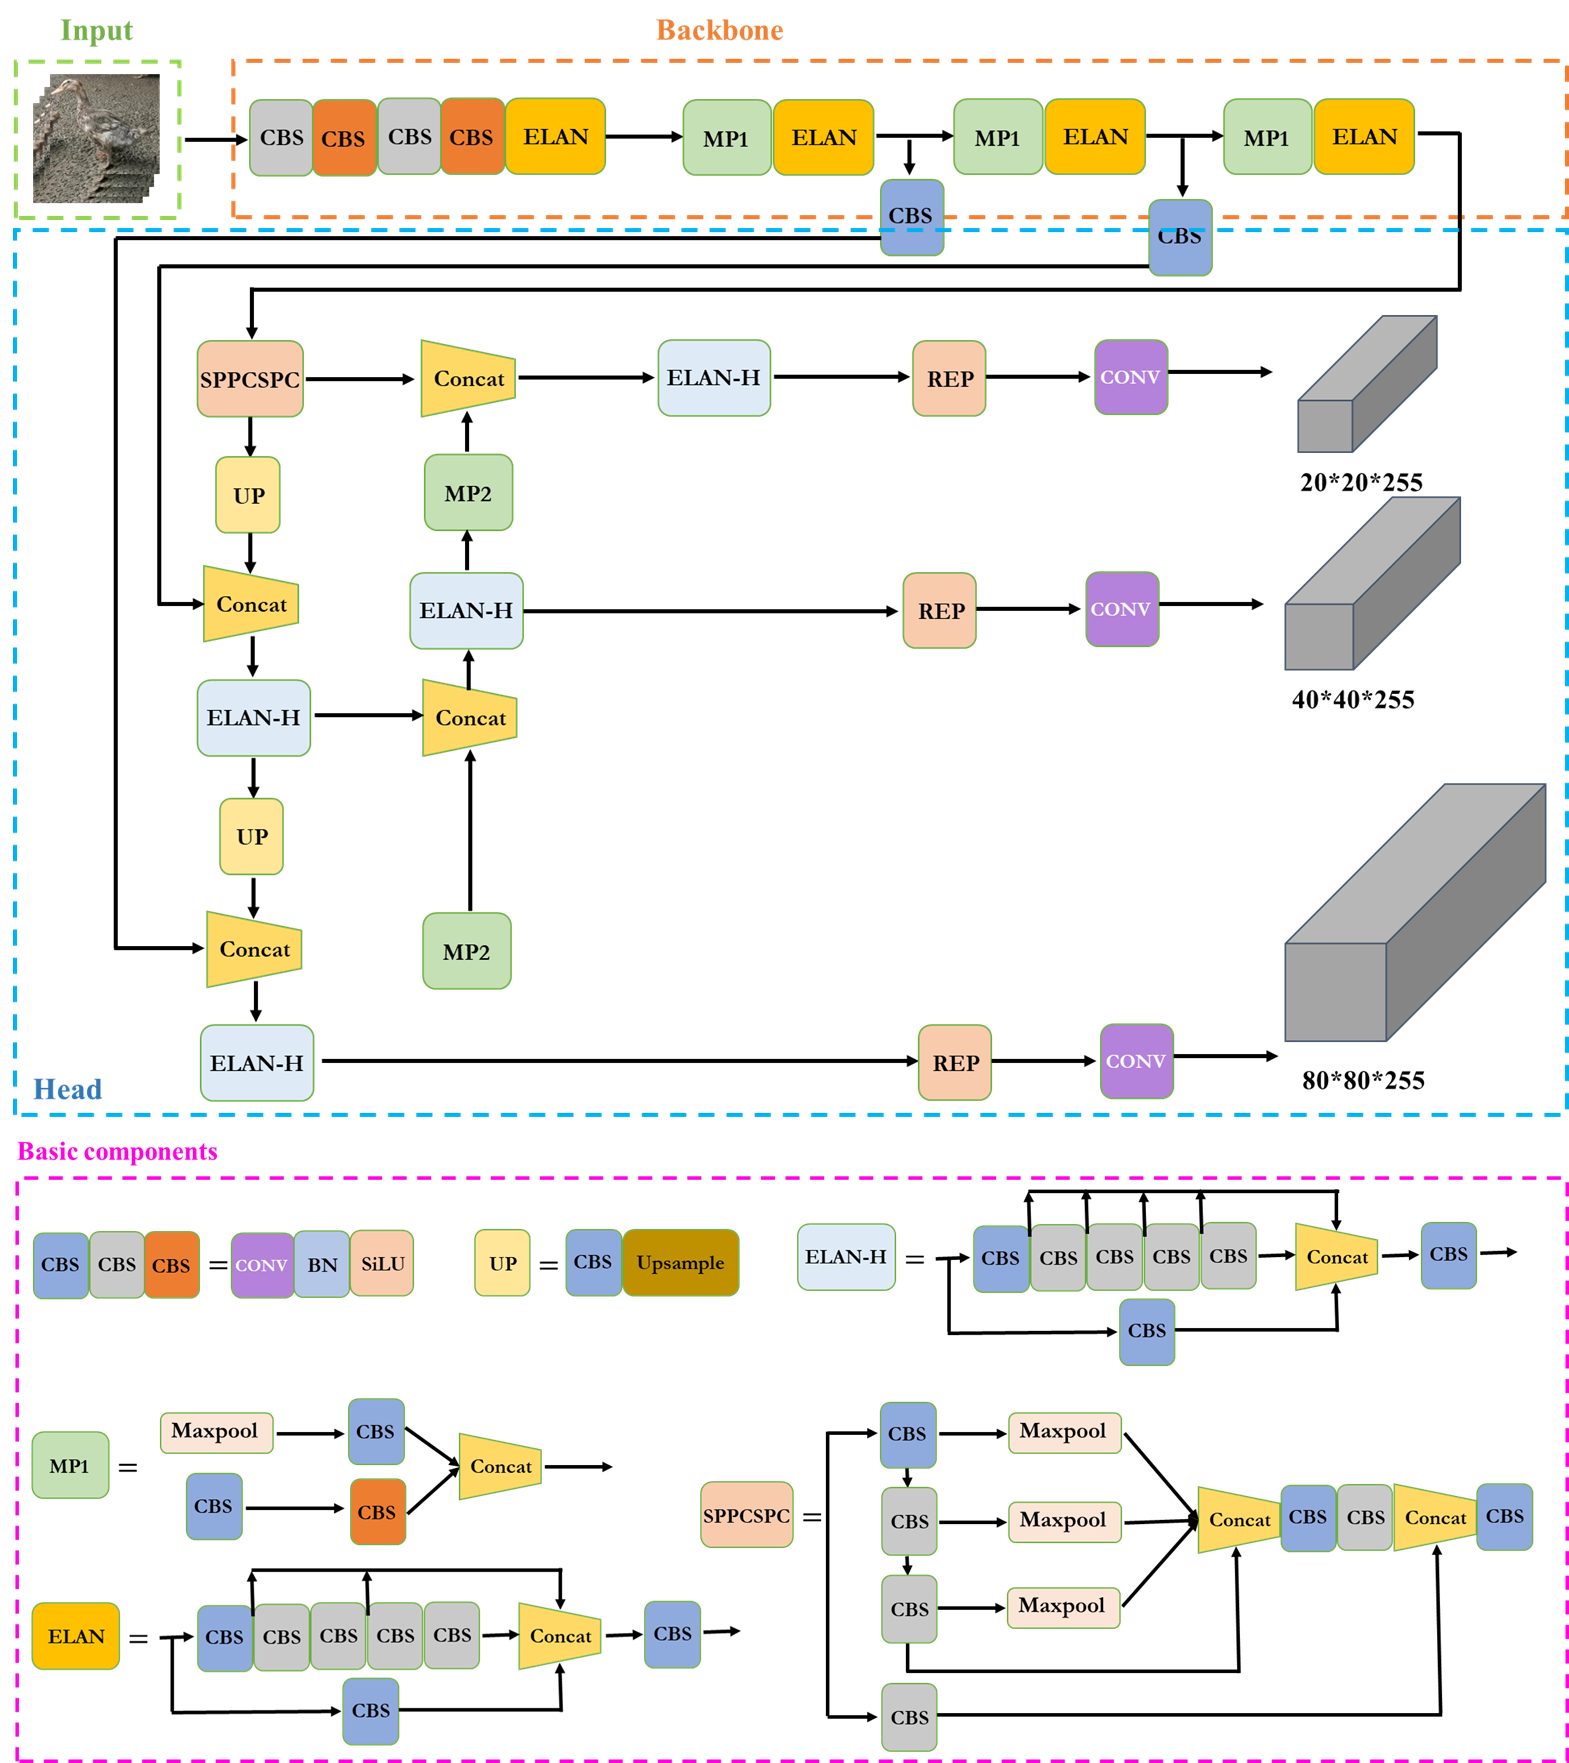 Input Backbone
CBS CBS CBS CBS ELAN MP1 ELAN MP1 ELAN MP1 ELAN
CBS
CBS
SPPCSPC Concat ELAN-H REP CONV
20*20*255
UP MP2
Concat ELAN-H REP CONV
40*40*255
ELAN-H Concat
UP
Concat MP2
ELAN-H REP CONV
80*80*255
Head
Basic components
CBS CBS CBS = CONV BN SiLU
UP = CBS Upsample
ELAN-H = CBS CBS CBS CBS CBS Concat CBS
CBS
MP1 = Maxpool CBS Concat
CBS CBS
SPPCSPC = CBS Maxpool
CBS Maxpool Concat CBS CBS Concat CBS
CBS Maxpool
CBS
ELAN = CBS CBS CBS CBS CBS Concat CBS
CBS